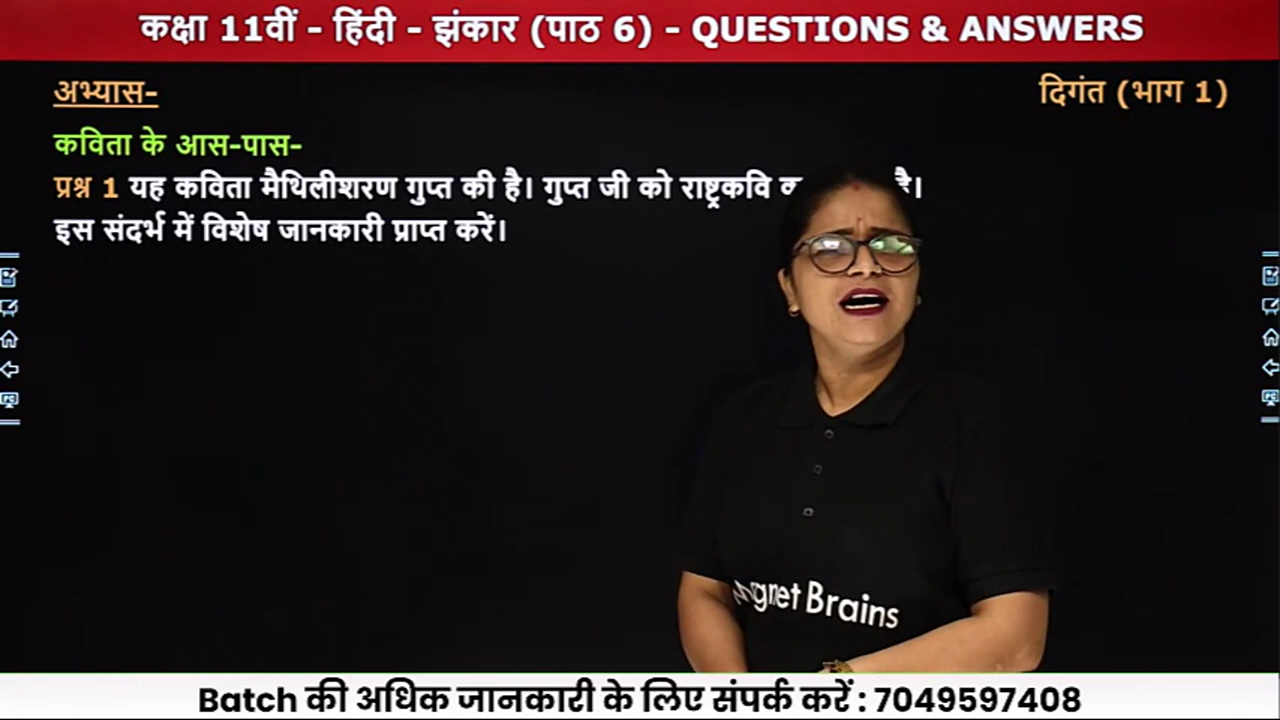 कक्षा 11वीं - हिंदी - झंकार (पाठ 6) - QUESTIONS & ANSWERS
अभ्यास-
दिगंत (भाग 1)
कविता के आस-पास-
प्रश्न 1 यह कविता मैथिलीशरण गुप्त की है। गुप्त जी को राष्ट्रकवि है।
इस संदर्भ में विशेष जानकारी प्राप्त करें।
Brains
Batch की अधिक जानकारी के लिए संपर्क करें : 7049597408